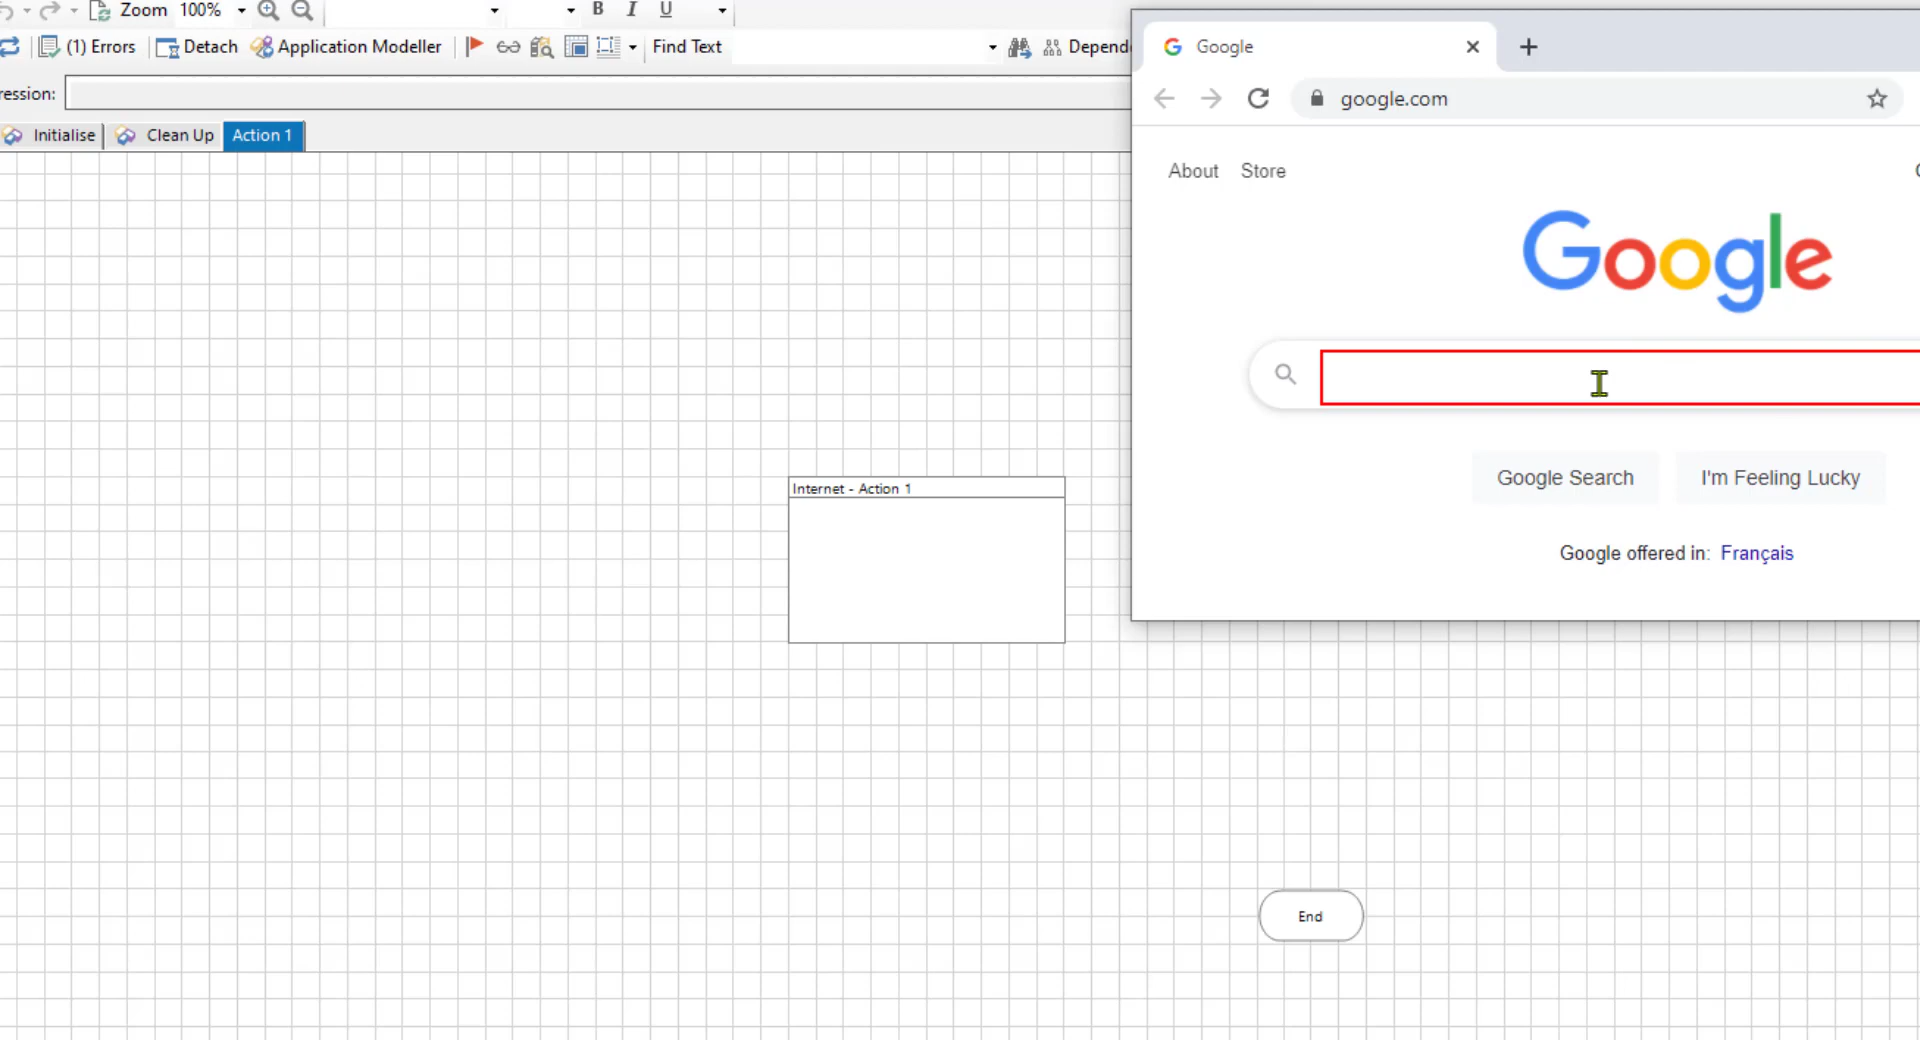 Zoom 100% B I U
(1) Errors Detach Application Modeller Find Text
ression:
Initialise Clean Up Action 1
Internet - Action 1
End
Google
google.com
About Store
Google
Google Search I'm Feeling Lucky
Google offered in: Français